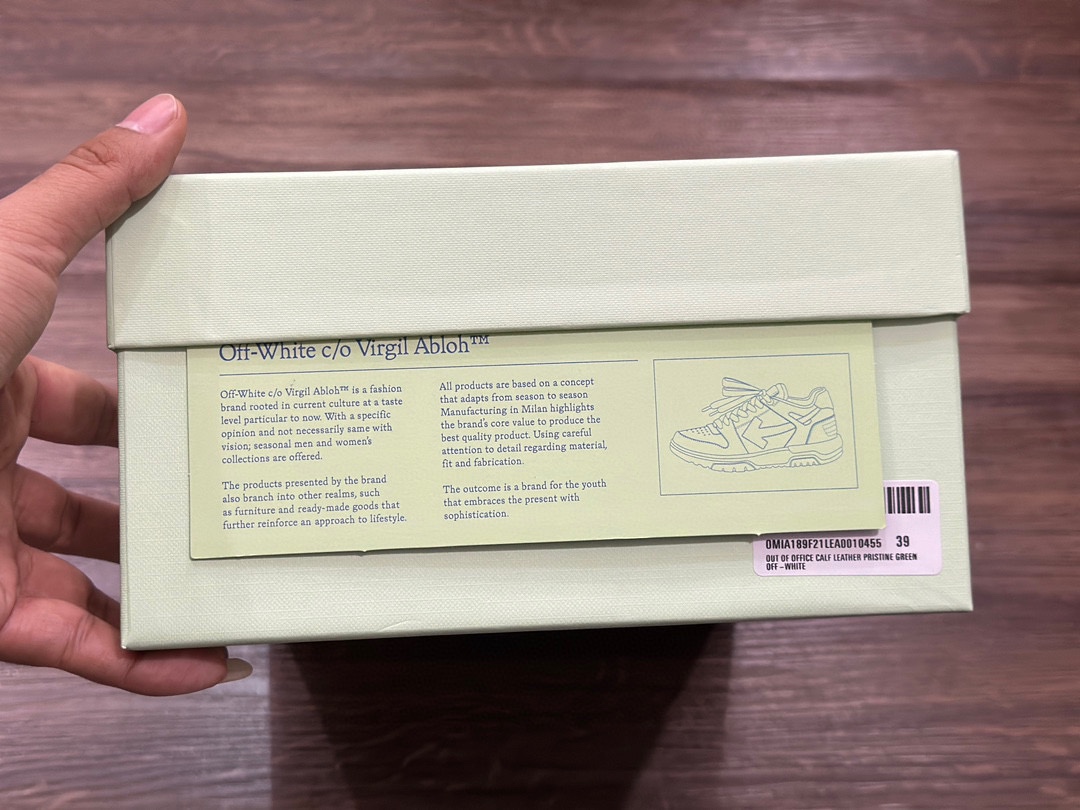 Off-White c/o Virgil Abloh™
Off-White c/o Virgil Abloh™ is a fashion
brand rooted in current culture at a taste
level particular to now. With a specific
opinion and not necessarily same with
vision; seasonal men and women's
collections are offered.
The products presented by the brand
also branch into other realms, such
as furniture and ready-made goods that
further reinforce an approach to lifestyle.
All products are based on a concept
that adapts from season to season
Manufacturing in Milan highlights
the brand's core value to produce the
best quality product. Using careful
attention to detail regarding material,
fit and fabrication.
The outcome is a brand for the youth
that embraces the present with
sophistication.
OMIA189F21LEA0010455 39
OUT OF OFFICE CALF LEATHER PRISTINE GREEN
OFF-WHITE